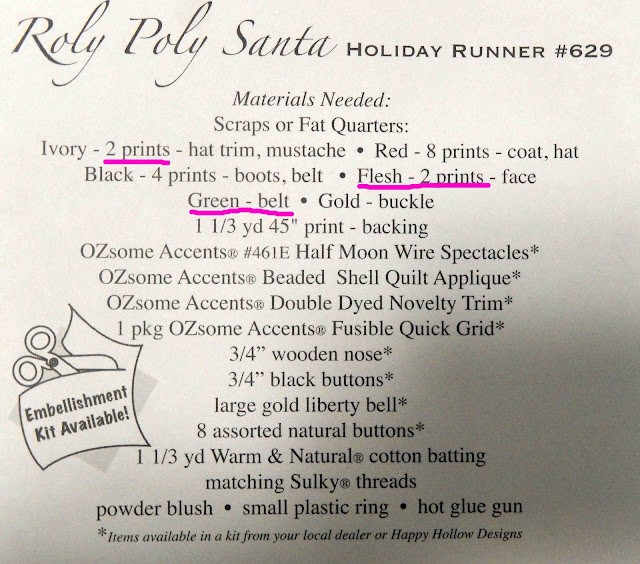 Roly Poly Santa HOLIDAY RUNNER #629
Materials Needed:
Scraps or Fat Quarters:
Ivory - 2 prints - hat trim, mustache • Red - 8 prints - coat, hat
Black - 4 prints - boots, belt • Flesh - 2 prints - face
Green - belt • Gold - buckle
1 1/3 yd 45" print - backing
OZsome Accents® #461E Half Moon Wire Spectacles*
OZsome Accents® Beaded Shell Quilt Applique*
OZsome Accents® Double Dyed Novelty Trim*
1 pkg OZsome Accents® Fusible Quick Grid*
3/4” wooden nose*
3/4” black buttons*
large gold liberty bell*
8 assorted natural buttons*
1 1/3 yd Warm & Natural® cotton batting
matching Sulky® threads
powder blush • small plastic ring • hot glue gun
*Items available in a kit from your local dealer or Happy Hollow Designs
Embellishment
Kit Available!